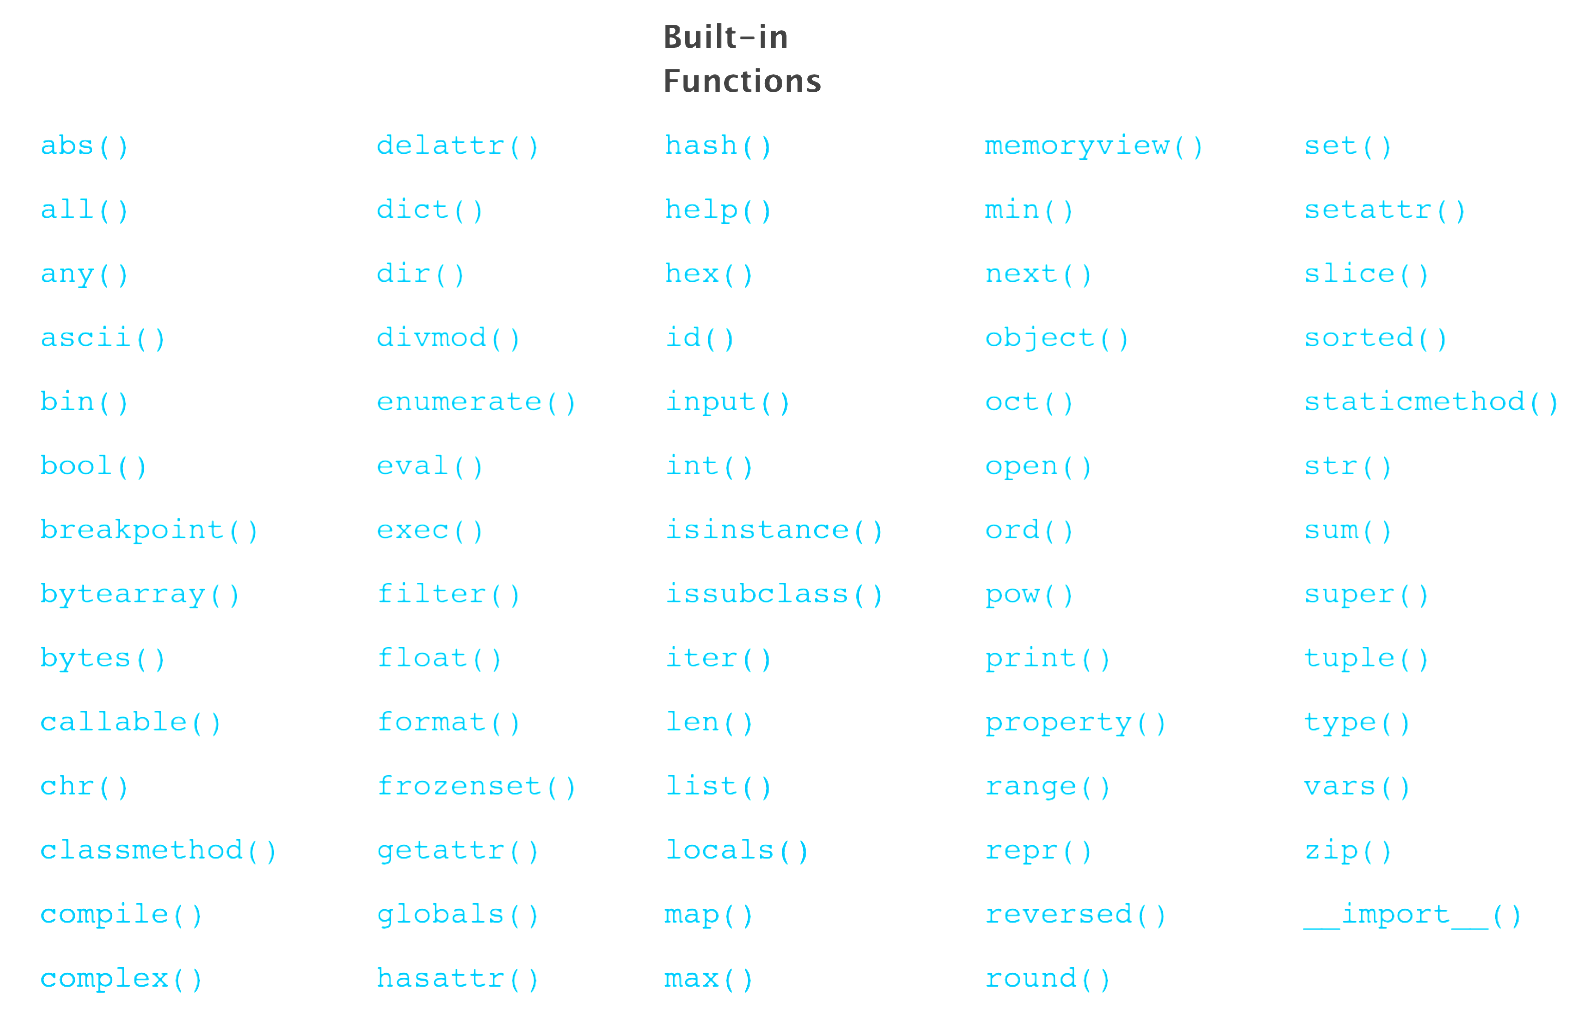 Built-in
Functions
abs() delattr() hash() memoryview() set()
all() dict() help() min() setattr()
any() dir() hex() next() slice()
ascii() divmod() id() object() sorted()
bin() enumerate() input() oct() staticmethod()
bool() eval() int() open() str()
breakpoint() exec() isinstance() ord() sum()
bytearray() filter() issubclass() pow() super()
bytes() float() iter() print() tuple()
callable() format() len() property() type()
chr() frozenset() list() range() vars()
classmethod() getattr() locals() repr() zip()
compile() globals() map() reversed() __import__()
complex() hasattr() max() round()